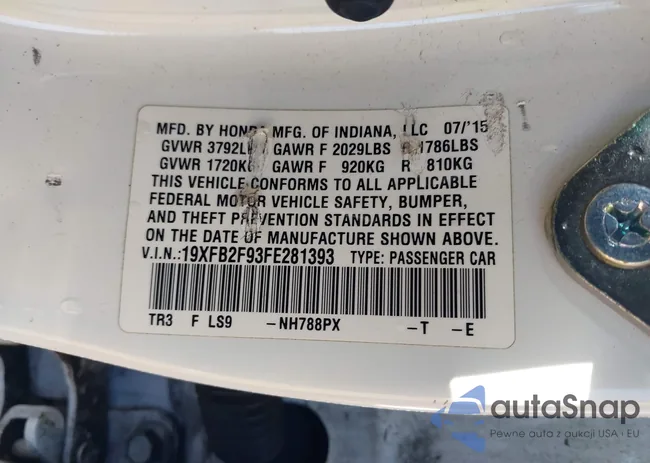 MFD. BY HONDA MFG. OF INDIANA, LLC 07/'15
GVWR 3792LBS GAWR F 2029LBS R 1786LBS
GVWR 1720KG GAWR F 920KG R 810KG
THIS VEHICLE CONFORMS TO ALL APPLICABLE
FEDERAL MOTOR VEHICLE SAFETY, BUMPER,
AND THEFT PREVENTION STANDARDS IN EFFECT
ON THE DATE OF MANUFACTURE SHOWN ABOVE.
V.I.N.:19XFB2F93FE281393 TYPE: PASSENGER CAR
TR3 F LS9 -NH788PX -T -E
autoSnap
Pewne auta z aukcji USA i EU